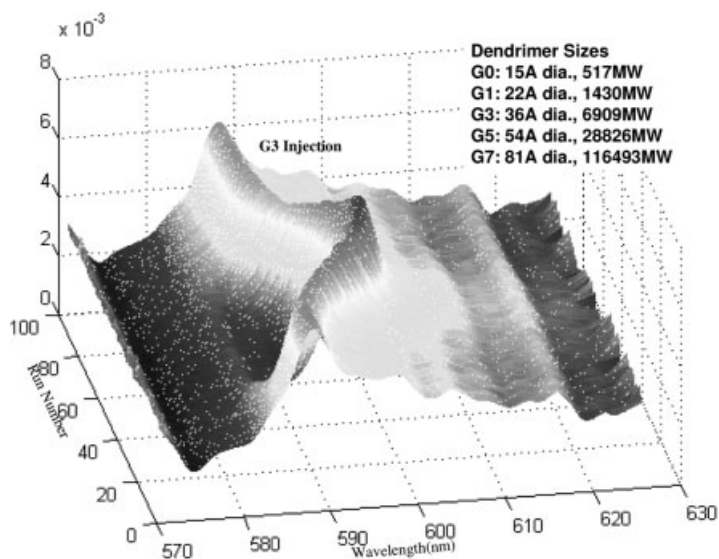 x 10⁻³
8
6
4
2
0
Dendrimer Sizes
G0: 15A dia., 517MW
G1: 22A dia., 1430MW
G3: 36A dia., 6909MW
G5: 54A dia., 28826MW
G7: 81A dia., 116493MW
G3 Injection
100
80
60
40
20
0
Run Number
570
580
590
600
610
620
630
Wavelength(nm)